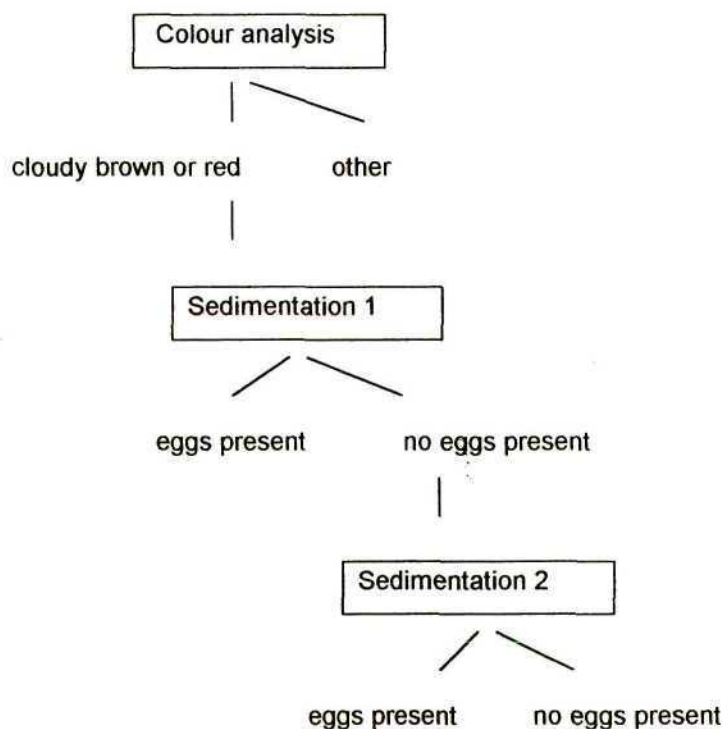 Colour analysis
cloudy brown or red other
Sedimentation 1
eggs present no eggs present
Sedimentation 2
eggs present no eggs present